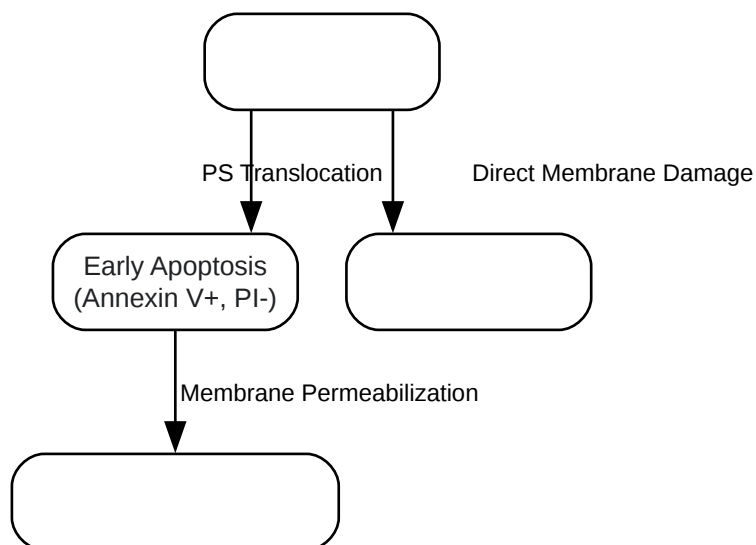 PS Translocation
Direct Membrane Damage
Early Apoptosis
(Annexin V+, PI-)
Membrane Permeabilization